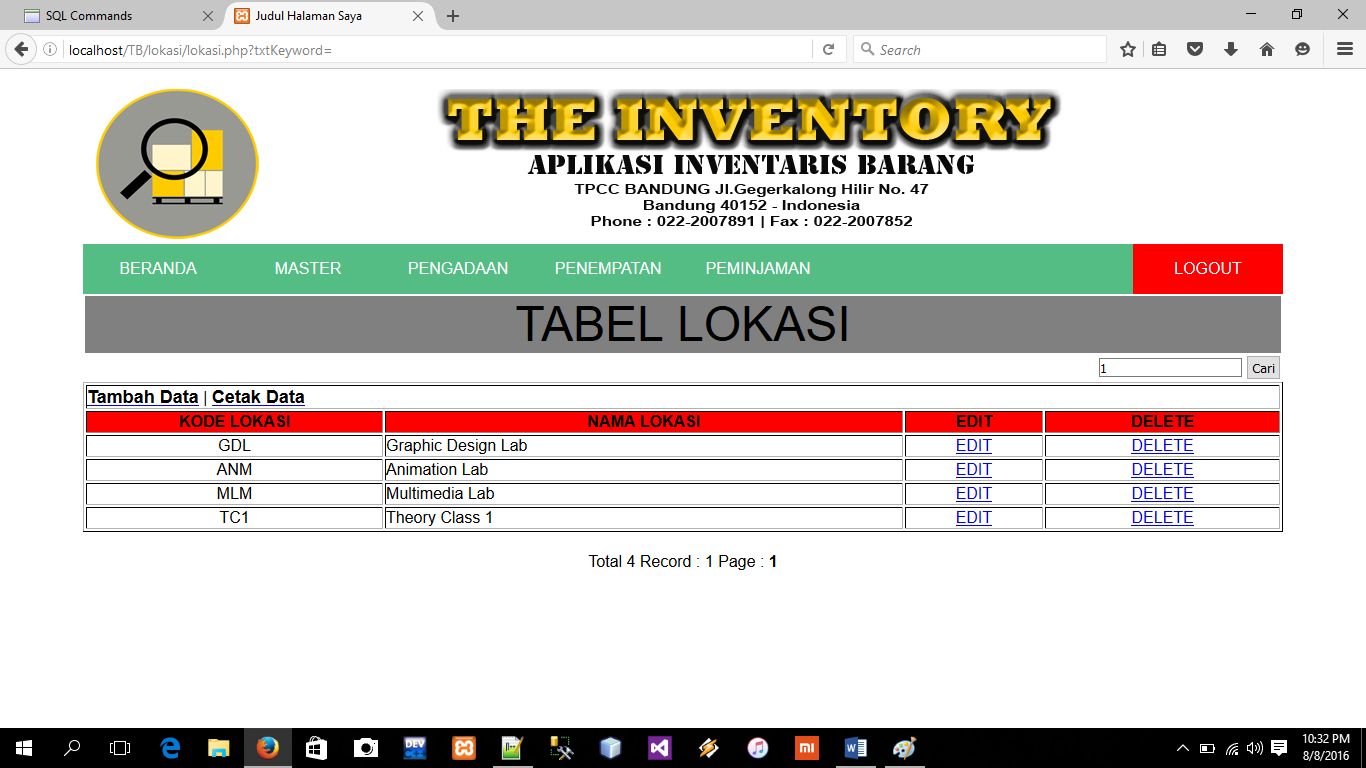 SQL Commands
Judul Halaman Saya
localhost/TB/lokasi/lokasi.php?txtKeyword=
Search
THE INVENTORY
APLIKASI INVENTARIS BARANG
TPCC BANDUNG Jl.Gegerkalong Hilir No. 47
Bandung 40152 - Indonesia
Phone : 022-2007891 | Fax : 022-2007852
BERANDA MASTER PENGADAAN PENEMPATAN PEMINJAMAN LOGOUT
TABEL LOKASI
1 Cari
Tambah Data | Cetak Data
KODE LOKASI NAMA LOKASI EDIT DELETE
GDL Graphic Design Lab EDIT DELETE
ANM Animation Lab EDIT DELETE
MLM Multimedia Lab EDIT DELETE
TC1 Theory Class 1 EDIT DELETE
Total 4 Record : 1 Page : 1
DEV
mi
10:32 PM
8/8/2016